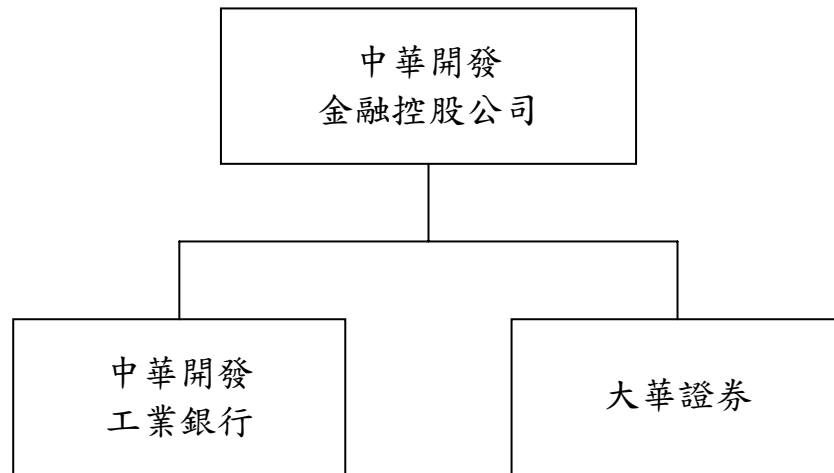 中華開發
金融控股公司
中華開發
工業銀行
大華證券